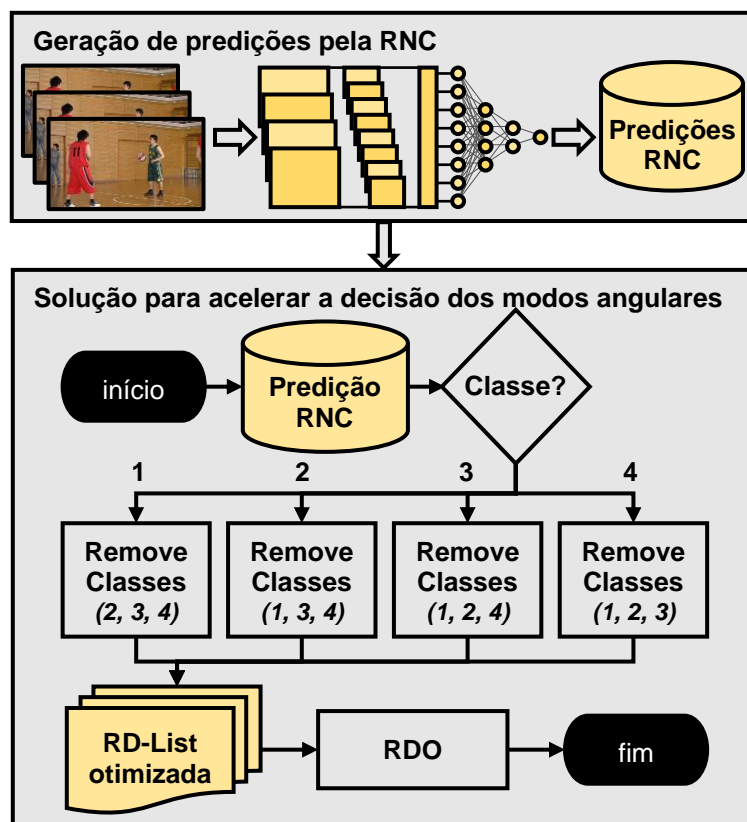 Geração de predições pela RNC
11
Predições
RNC
Solução para acelerar a decisão dos modos angulares
início
Predição
RNC
Classe?
1
2
3
4
Remove
Classes
(2, 3, 4)
Remove
Classes
(1, 3, 4)
Remove
Classes
(1, 2, 4)
Remove
Classes
(1, 2, 3)
RD-List
otimizada
RDO
fim